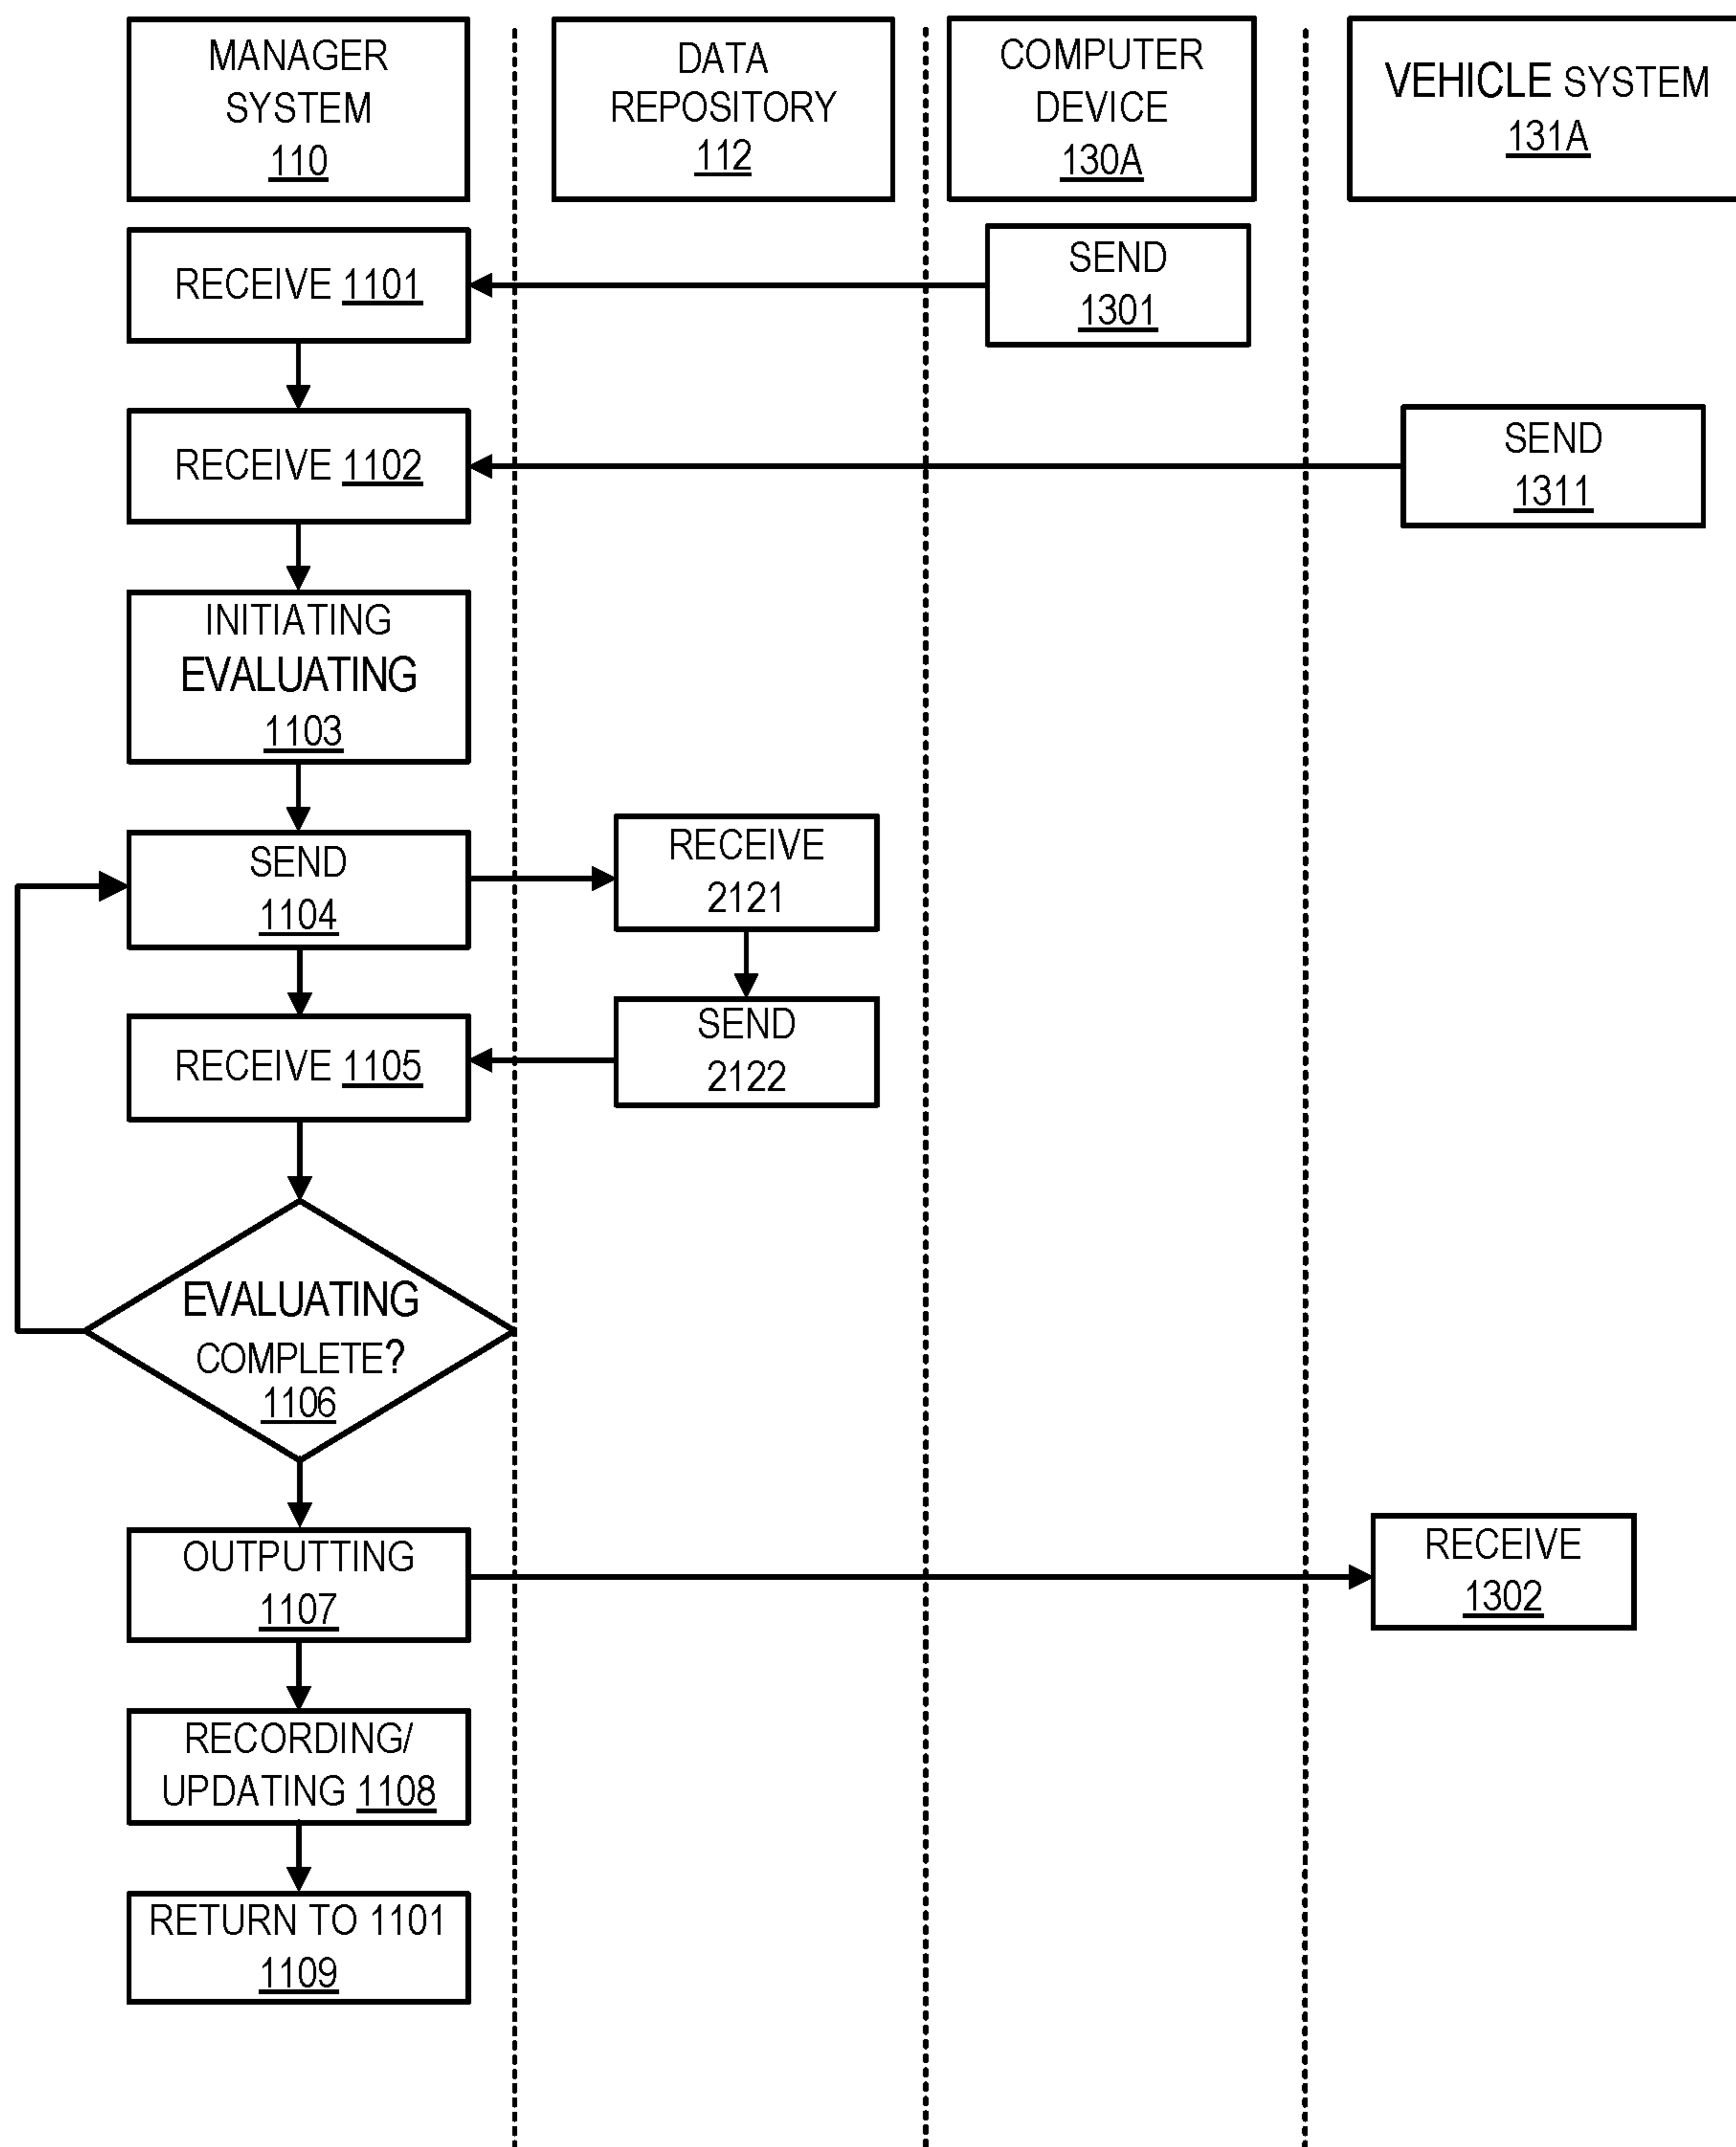 MANAGER
SYSTEM
110
DATA
REPOSITORY
112
COMPUTER
DEVICE
130A
VEHICLE SYSTEM
131A
RECEIVE 1101
SEND
1301
RECEIVE 1102
SEND
1311
INITIATING
EVALUATING
1103
SEND
1104
RECEIVE
2121
RECEIVE 1105
SEND
2122
EVALUATING
COMPLETE?
1106
OUTPUTTING
1107
RECEIVE
1302
RECORDING/
UPDATING 1108
RETURN TO 1101
1109